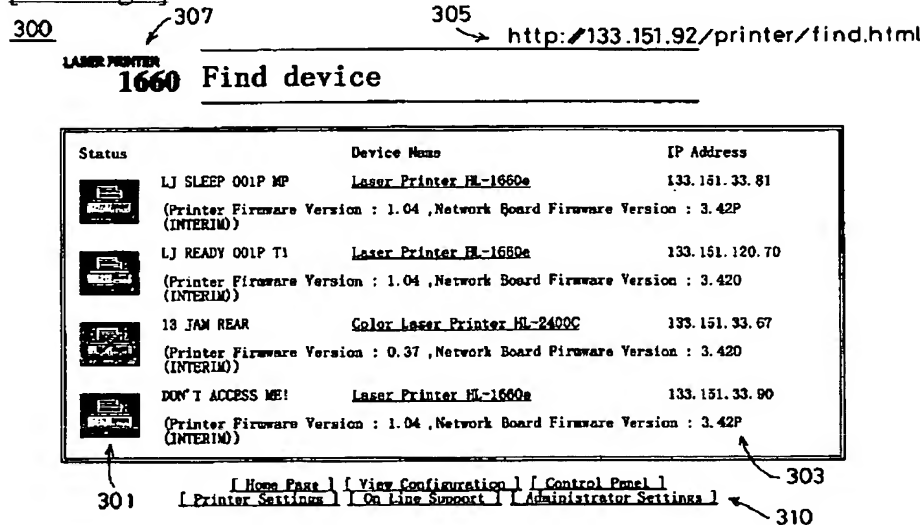 307
300
305
http://133.151.92/printer/find.html
LASER PRINTER
1660 Find device
Status Device Name IP Address
LJ SLEEP 001P MP Laser Printer HL-1660e 133.151.33.81
(Printer Firmware Version : 1.04 ,Network Board Firmware Version : 3.42P
(INTERIM))
LJ READY 001P T1 Laser Printer HL-1660e 133.151.120.70
(Printer Firmware Version : 1.04 ,Network Board Firmware Version : 3.420
(INTERIM))
13 JAM REAR Color Laser Printer HL-2400C 133.151.33.67
(Printer Firmware Version : 0.37 ,Network Board Firmware Version : 3.420
(INTERIM))
DON'T ACCESS ME! Laser Printer HL-1660e 133.151.33.90
(Printer Firmware Version : 1.04 ,Network Board Firmware Version : 3.42P
(INTERIM))
301
303
[ Home Page ] [ View Configuration ] [ Control Panel ]
[ Printer Settings ] [ On Line Support ] [ Administrator Settings ]
310